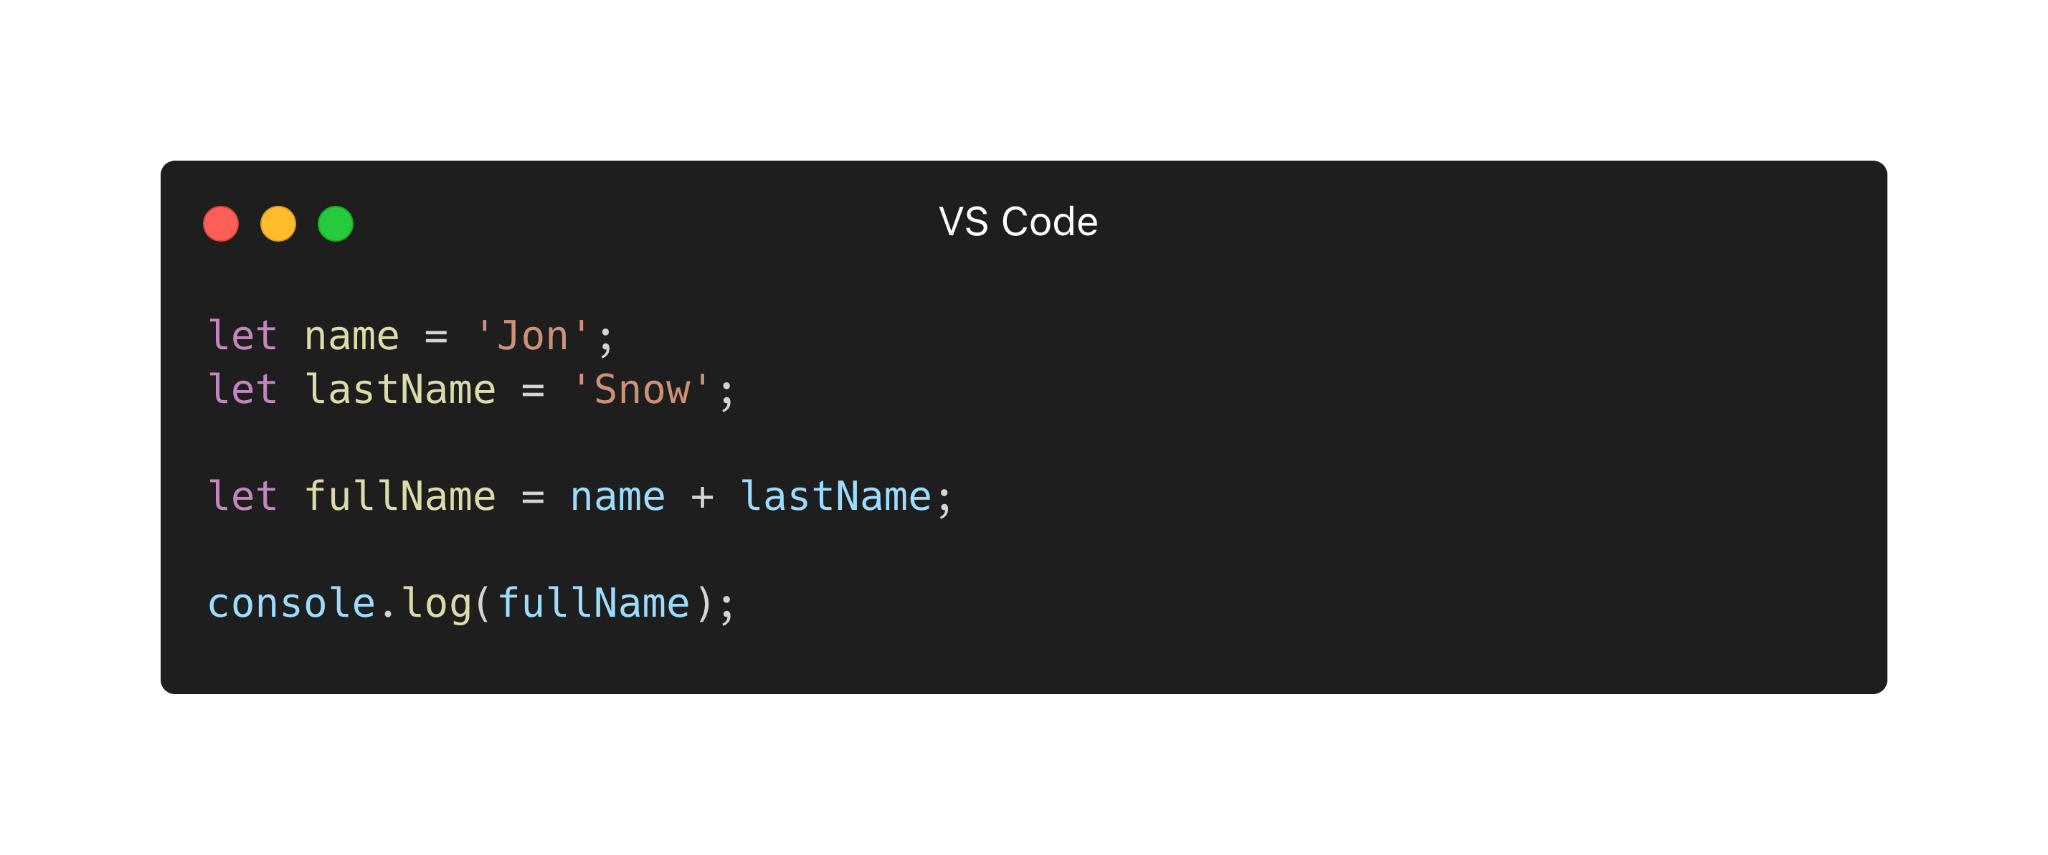 VS Code
let name = 'Jon';
let lastName = 'Snow';
let fullName = name + lastName;
console.log(fullName);